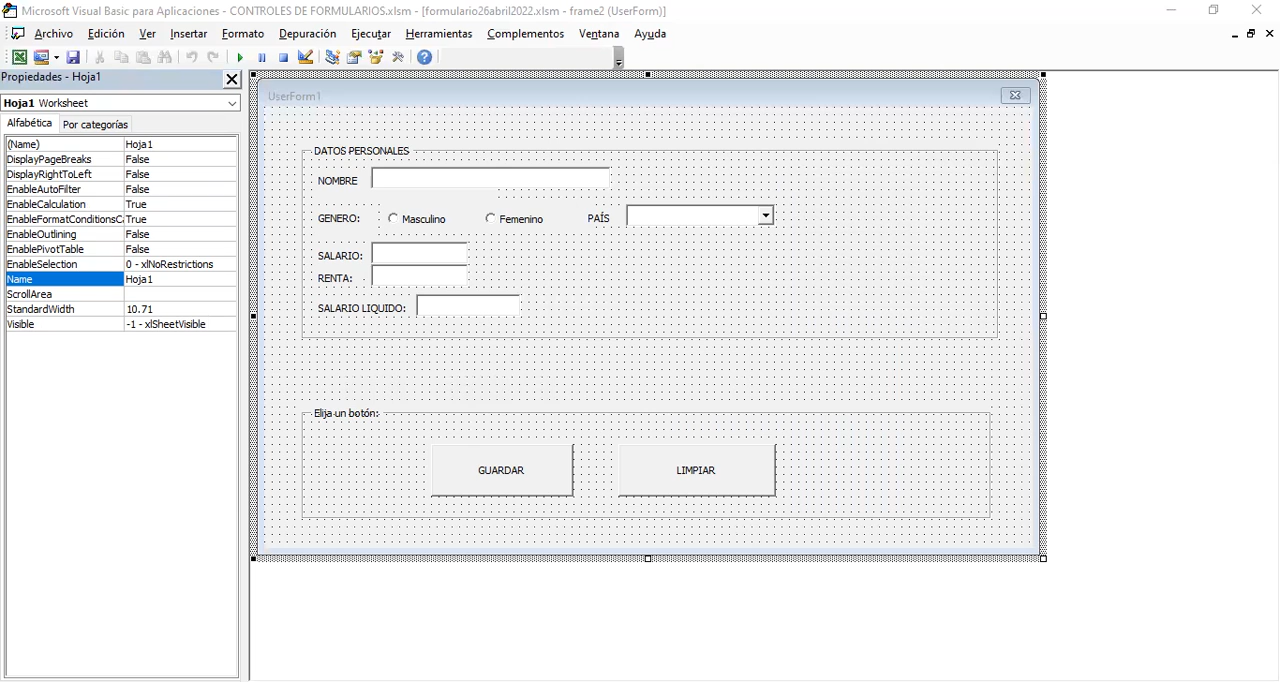 Microsoft Visual Basic para Aplicaciones - CONTROLES DE FORMULARIOS.xlsm - [formulario26abril2022.xlsm - frame2 (UserForm)]
Archivo Edición Ver Insertar Formato Depuración Ejecutar Herramientas Complementos Ventana Ayuda
Propiedades - Hoja1
Hoja1 Worksheet
Alfabética Por categorías
(Name) Hoja1
DisplayPageBreaks False
DisplayRightToLeft False
EnableAutoFilter False
EnableCalculation True
EnableFormatConditionsCa True
EnableOutlining False
EnablePivotTable False
EnableSelection 0 - xlNoRestrictions
Name Hoja1
ScrollArea
StandardWidth 10.71
Visible -1 - xlSheetVisible
UserForm1
DATOS PERSONALES
NOMBRE
GENERO: Masculino Femenino PAÍS
SALARIO:
RENTA:
SALARIO LIQUIDO:
Elija un botón:
GUARDAR LIMPIAR